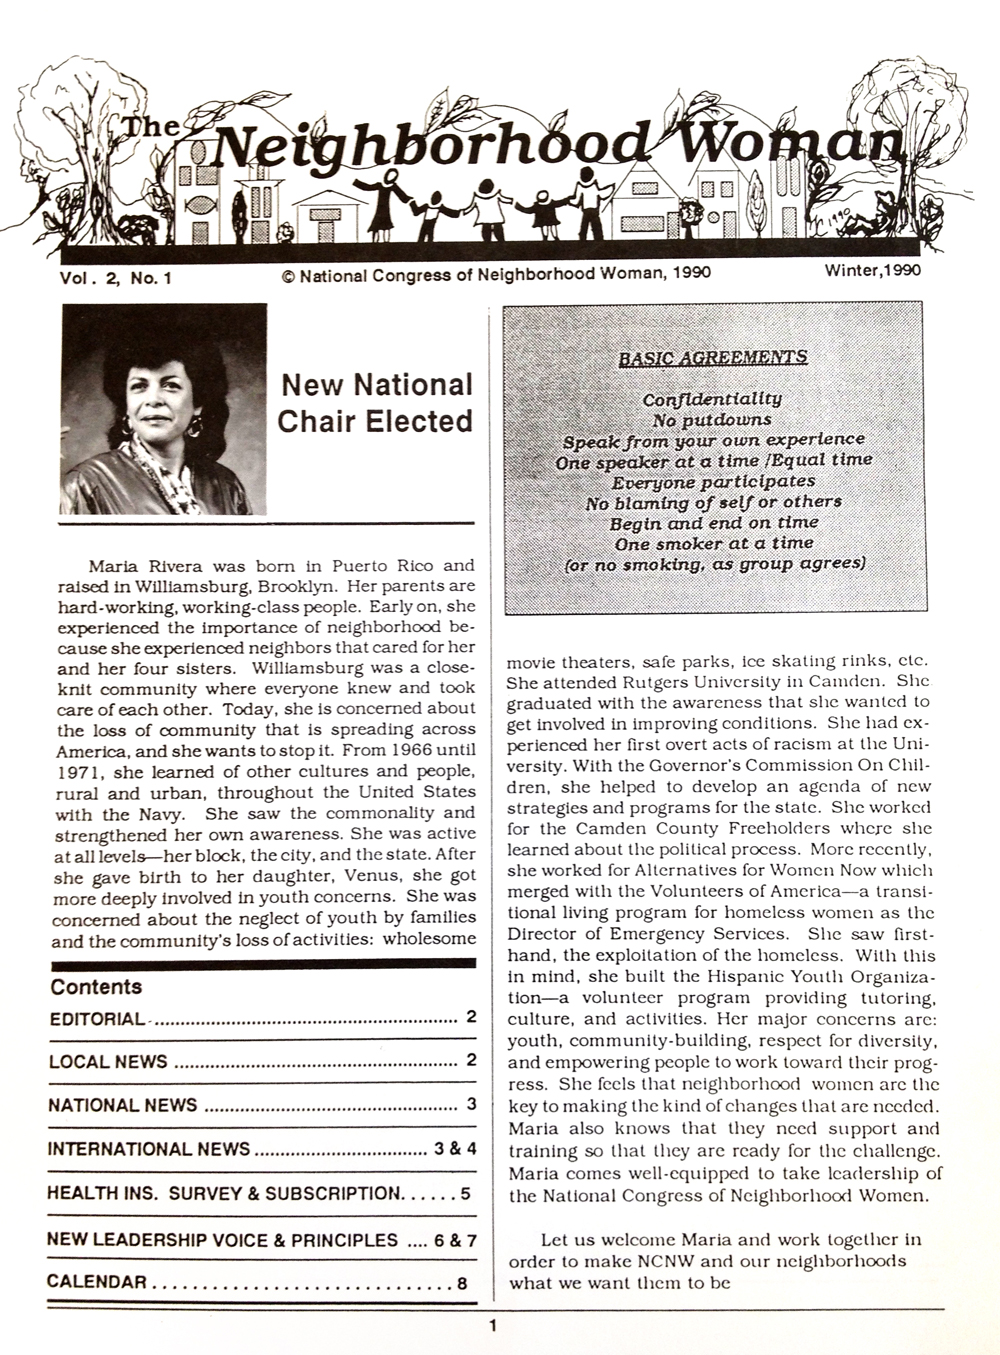 The Neighborhood Woman
C 1990
Vol. 2, No. 1
© National Congress of Neighborhood Woman, 1990
Winter,1990
New National
Chair Elected
Maria Rivera was born in Puerto Rico and
raised in Williamsburg, Brooklyn. Her parents are
hard-working, working-class people. Early on, she
experienced the importance of neighborhood be-
cause she experienced neighbors that cared for her
and her four sisters. Williamsburg was a close-
knit community where everyone knew and took
care of each other. Today, she is concerned about
the loss of community that is spreading across
America, and she wants to stop it. From 1966 until
1971, she learned of other cultures and people,
rural and urban, throughout the United States
with the Navy. She saw the commonality and
strengthened her own awareness. She was active
at all levels—her block, the city, and the state. After
she gave birth to her daughter, Venus, she got
more deeply involved in youth concerns. She was
concerned about the neglect of youth by families
and the community's loss of activities: wholesome
Contents
EDITORIAL-.................................................... 2
LOCAL NEWS .................................................. 2
NATIONAL NEWS ............................................. 3
INTERNATIONAL NEWS ............................... 3 & 4
HEALTH INS. SURVEY & SUBSCRIPTION. . . . . . 5
NEW LEADERSHIP VOICE & PRINCIPLES .... 6 & 7
CALENDAR . . . . . . . . . . . . . . . . . . . . . . . . . . . . . 8
BASIC AGREEMENTS
Confidentiality
No putdowns
Speak from your own experience
One speaker at a time /Equal time
Everyone participates
No blaming of self or others
Begin and end on time
One smoker at a time
(or no smoking, as group agrees)
movie theaters, safe parks, ice skating rinks, etc.
She attended Rutgers University in Camden. She
graduated with the awareness that she wanted to
get involved in improving conditions. She had ex-
perienced her first overt acts of racism at the Uni-
versity. With the Governor's Commission On Chil-
dren, she helped to develop an agenda of new
strategies and programs for the state. She worked
for the Camden County Freeholders where she
learned about the political process. More recently,
she worked for Alternatives for Women Now which
merged with the Volunteers of America—a transi-
tional living program for homeless women as the
Director of Emergency Services. She saw first-
hand, the exploitation of the homeless. With this
in mind, she built the Hispanic Youth Organiza-
tion—a volunteer program providing tutoring,
culture, and activities. Her major concerns are:
youth, community-building, respect for diversity,
and empowering people to work toward their prog-
ress. She feels that neighborhood women are the
key to making the kind of changes that are needed.
Maria also knows that they need support and
training so that they are ready for the challenge.
Maria comes well-equipped to take leadership of
the National Congress of Neighborhood Women.
Let us welcome Maria and work together in
order to make NCNW and our neighborhoods
what we want them to be
1